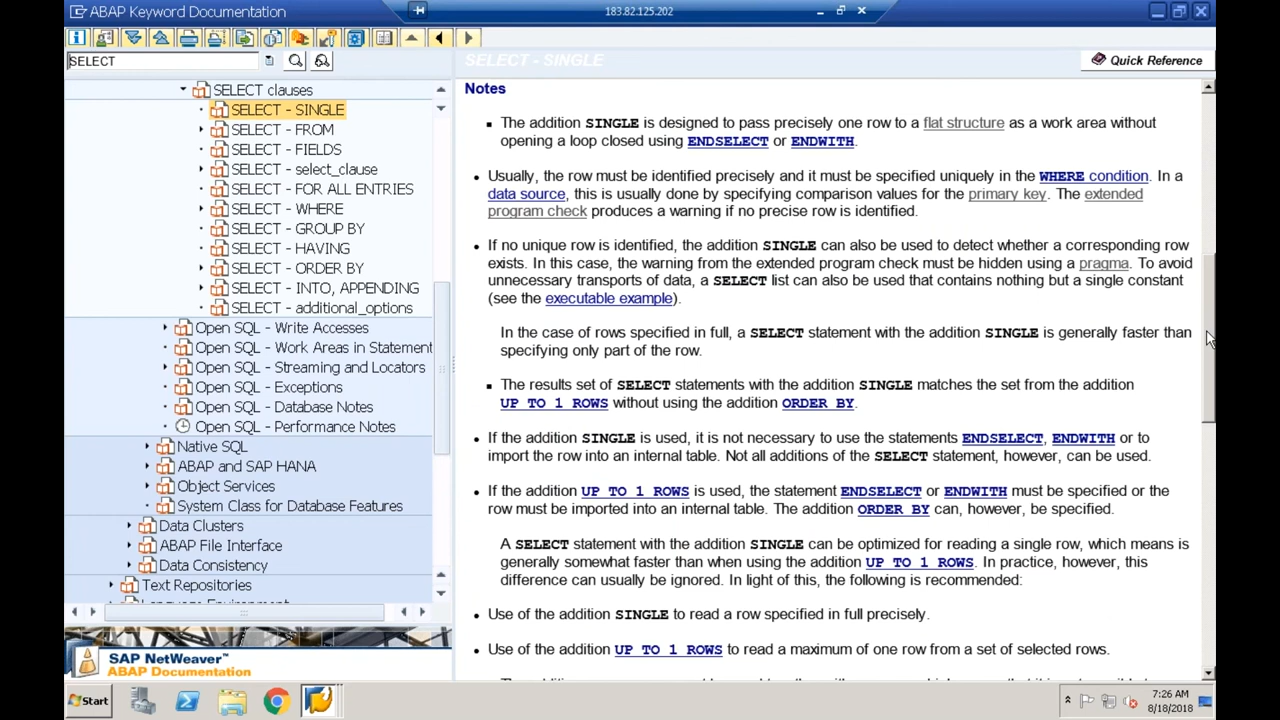 ABAP Keyword Documentation
183.82.125.202
SELECT
SELECT - SINGLE
Quick Reference
SELECT clauses
SELECT - SINGLE
SELECT - FROM
SELECT - FIELDS
SELECT - select_clause
SELECT - FOR ALL ENTRIES
SELECT - WHERE
SELECT - GROUP BY
SELECT - HAVING
SELECT - ORDER BY
SELECT - INTO, APPENDING
SELECT - additional_options
Open SQL - Write Accesses
Open SQL - Work Areas in Statement
Open SQL - Streaming and Locators
Open SQL - Exceptions
Open SQL - Database Notes
Open SQL - Performance Notes
Native SQL
ABAP and SAP HANA
Object Services
System Class for Database Features
Data Clusters
ABAP File Interface
Data Consistency
Text Repositories
SAP NetWeaver
ABAP Documentation
Notes
The addition SINGLE is designed to pass precisely one row to a flat structure as a work area without
opening a loop closed using ENDSELECT or ENDWITH.
Usually, the row must be identified precisely and it must be specified uniquely in the WHERE condition. In a
data source, this is usually done by specifying comparison values for the primary key. The extended
program check produces a warning if no precise row is identified.
If no unique row is identified, the addition SINGLE can also be used to detect whether a corresponding row
exists. In this case, the warning from the extended program check must be hidden using a pragma. To avoid
unnecessary transports of data, a SELECT list can also be used that contains nothing but a single constant
(see the executable example).
In the case of rows specified in full, a SELECT statement with the addition SINGLE is generally faster than
specifying only part of the row.
The results set of SELECT statements with the addition SINGLE matches the set from the addition
UP TO 1 ROWS without using the addition ORDER BY.
If the addition SINGLE is used, it is not necessary to use the statements ENDSELECT, ENDWITH or to
import the row into an internal table. Not all additions of the SELECT statement, however, can be used.
If the addition UP TO 1 ROWS is used, the statement ENDSELECT or ENDWITH must be specified or the
row must be imported into an internal table. The addition ORDER BY can, however, be specified.
A SELECT statement with the addition SINGLE can be optimized for reading a single row, which means is
generally somewhat faster than when using the addition UP TO 1 ROWS. In practice, however, this
difference can usually be ignored. In light of this, the following is recommended:
Use of the addition SINGLE to read a row specified in full precisely.
Use of the addition UP TO 1 ROWS to read a maximum of one row from a set of selected rows.
Start
7:26 AM
8/18/2018